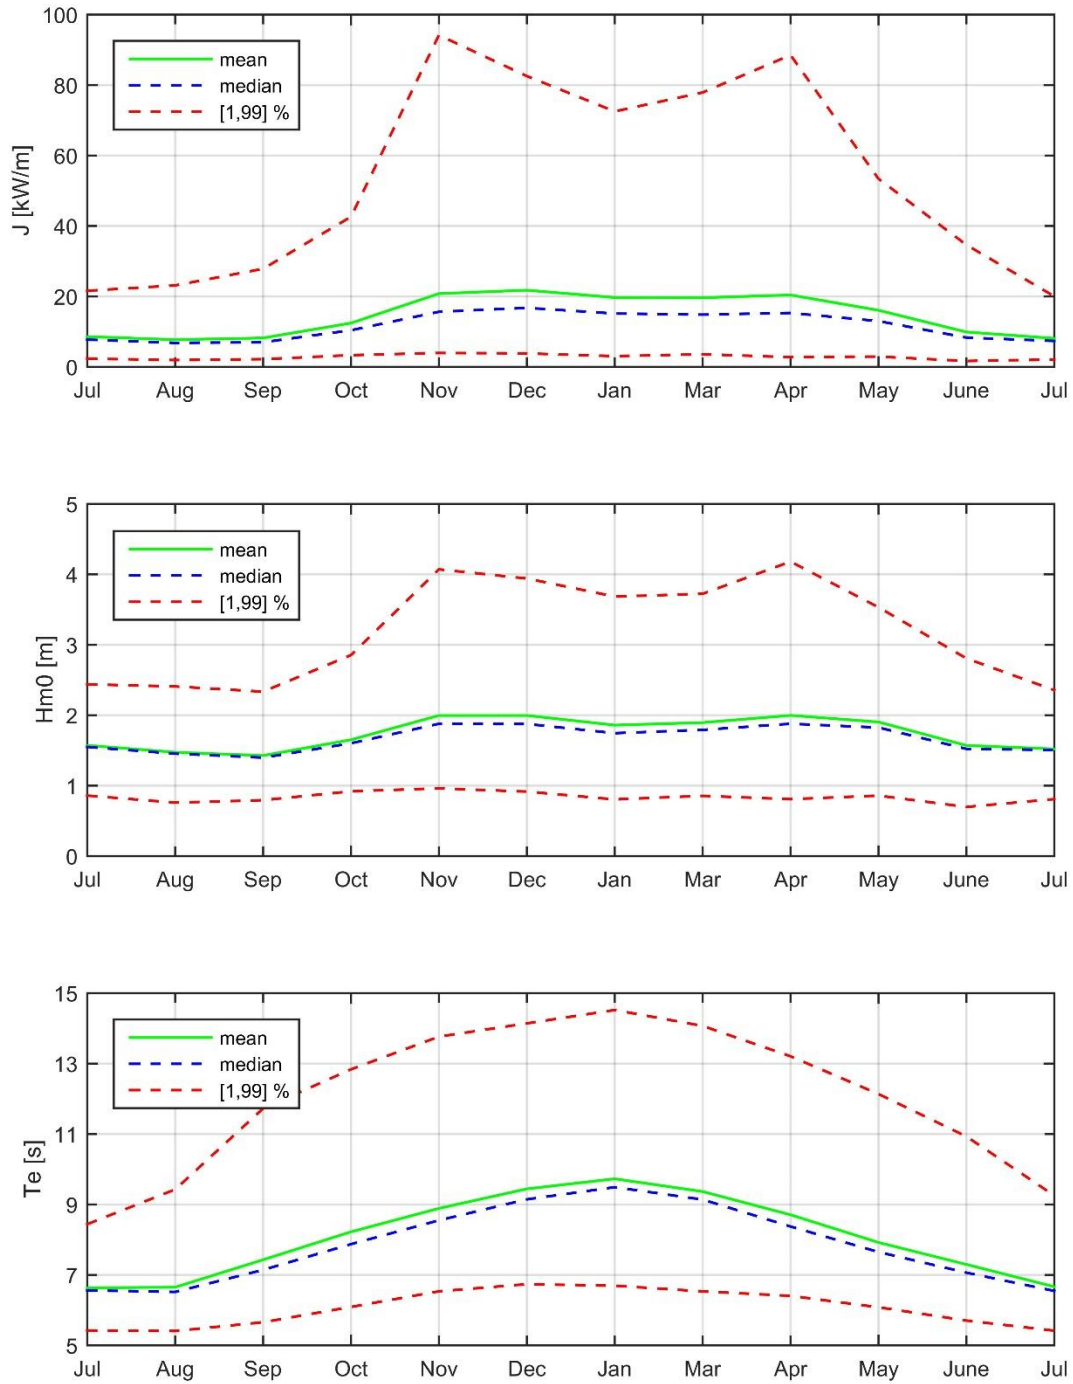 100
80
60
40
20
0
J [kW/m]
mean
median
[1,99] %
Jul Aug Sep Oct Nov Dec Jan Mar Apr May June Jul
5
4
3
2
1
0
Hm0 [m]
mean
median
[1,99] %
Jul Aug Sep Oct Nov Dec Jan Mar Apr May June Jul
15
13
11
9
7
5
Te [s]
mean
median
[1,99] %
Jul Aug Sep Oct Nov Dec Jan Mar Apr May June Jul